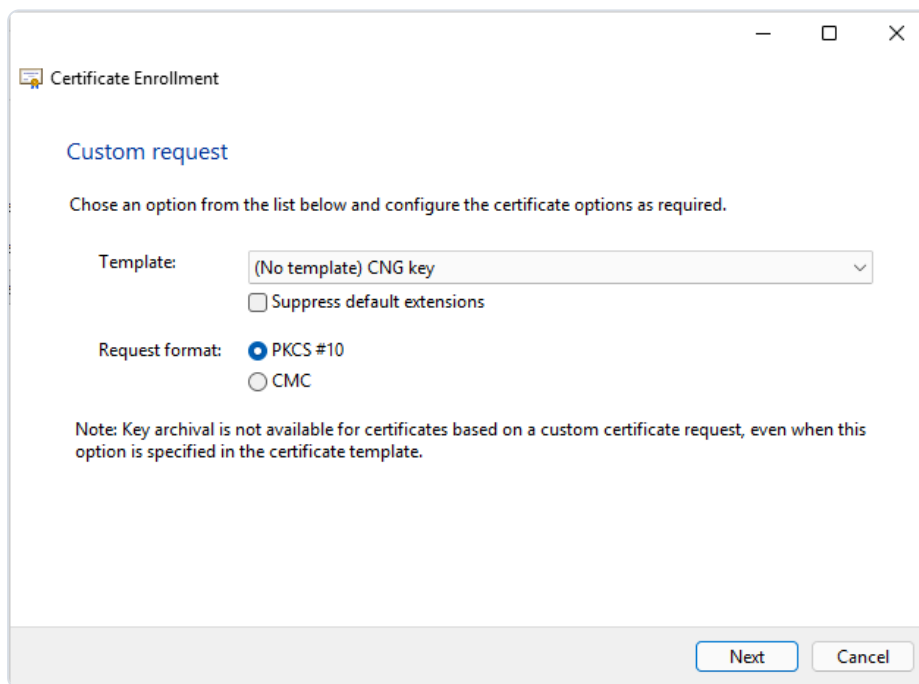 Certificate Enrollment
Custom request
Chose an option from the list below and configure the certificate options as required.
Template:
(No template) CNG key
Suppress default extensions
Request format:
PKCS #10
CMC
Note: Key archival is not available for certificates based on a custom certificate request, even when this
option is specified in the certificate template.
Next
Cancel